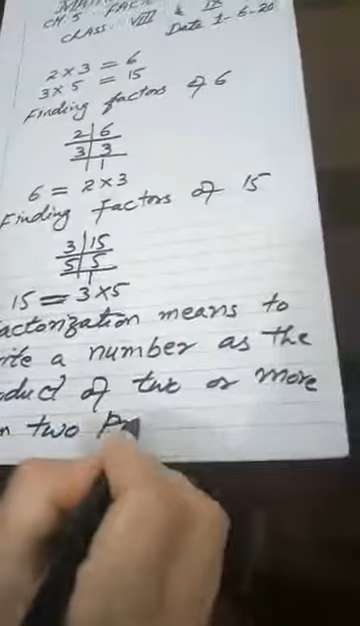 CH. 5 FAC
CLASS: VIII & IX
Date 1-6-20
2 × 3 = 6
3 × 5 = 15
Finding factors of 6
2 | 6
3 | 3
1
6 = 2 × 3
Finding Factors of 15
3 | 15
5 | 5
1
15 = 3 × 5
actorization means to
ite a number as the
oduct of two or more
n two P